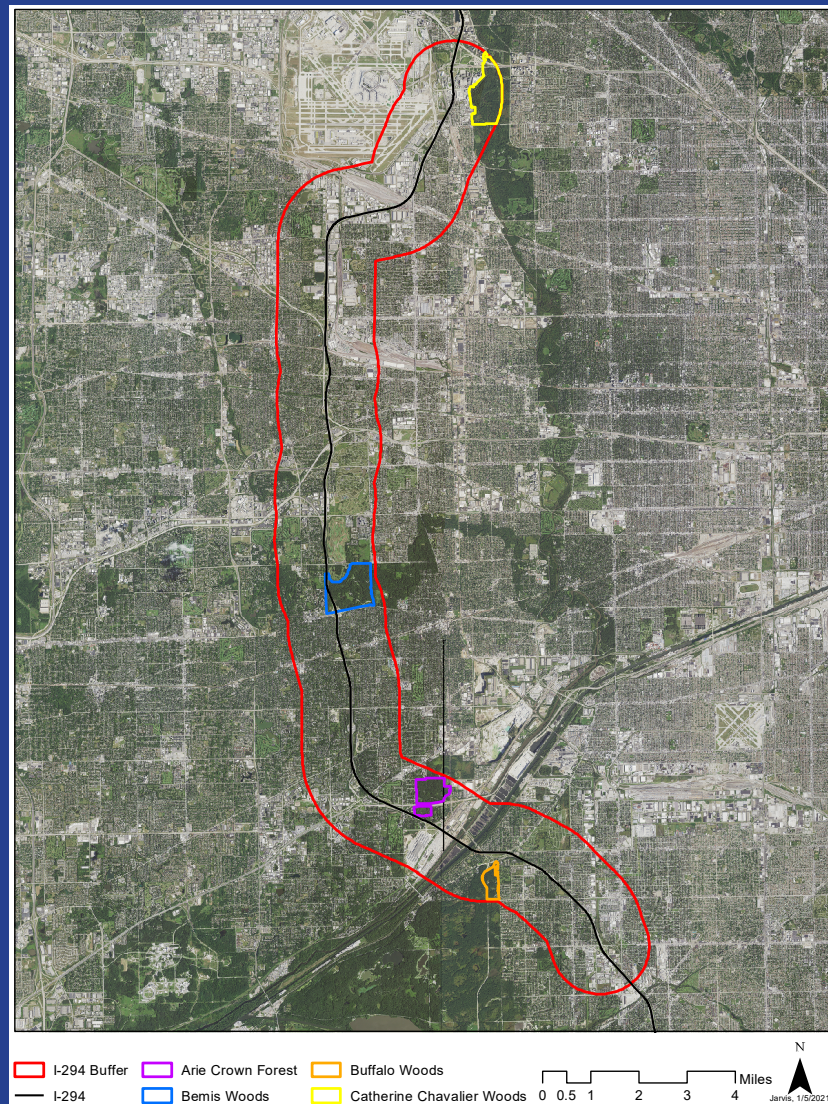 I-294 Buffer
Arie Crown Forest
Buffalo Woods
I-294
Bemis Woods
Catherine Chavalier Woods
Miles
0 0.5 1 2 3 4
N
Jarvis, 1/5/2021